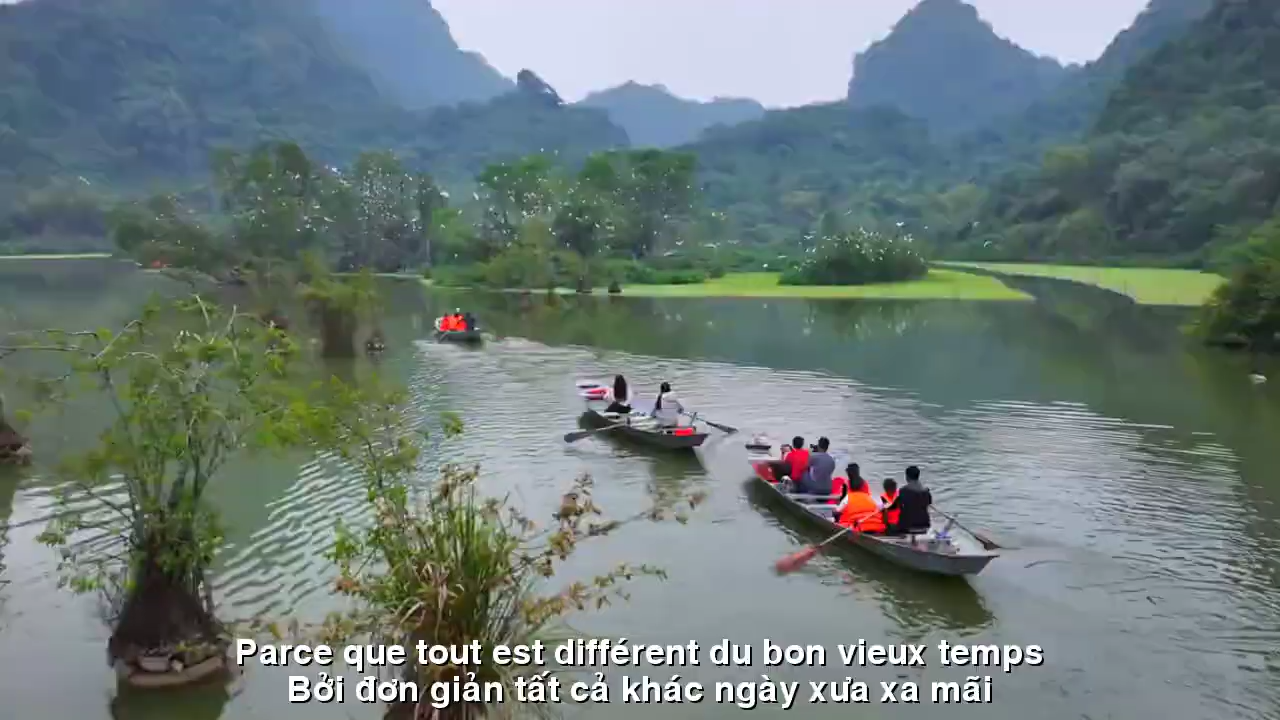 Parce que tout est différent du bon vieux temps
Bởi đơn giản tất cả khác ngày xưa xa mãi